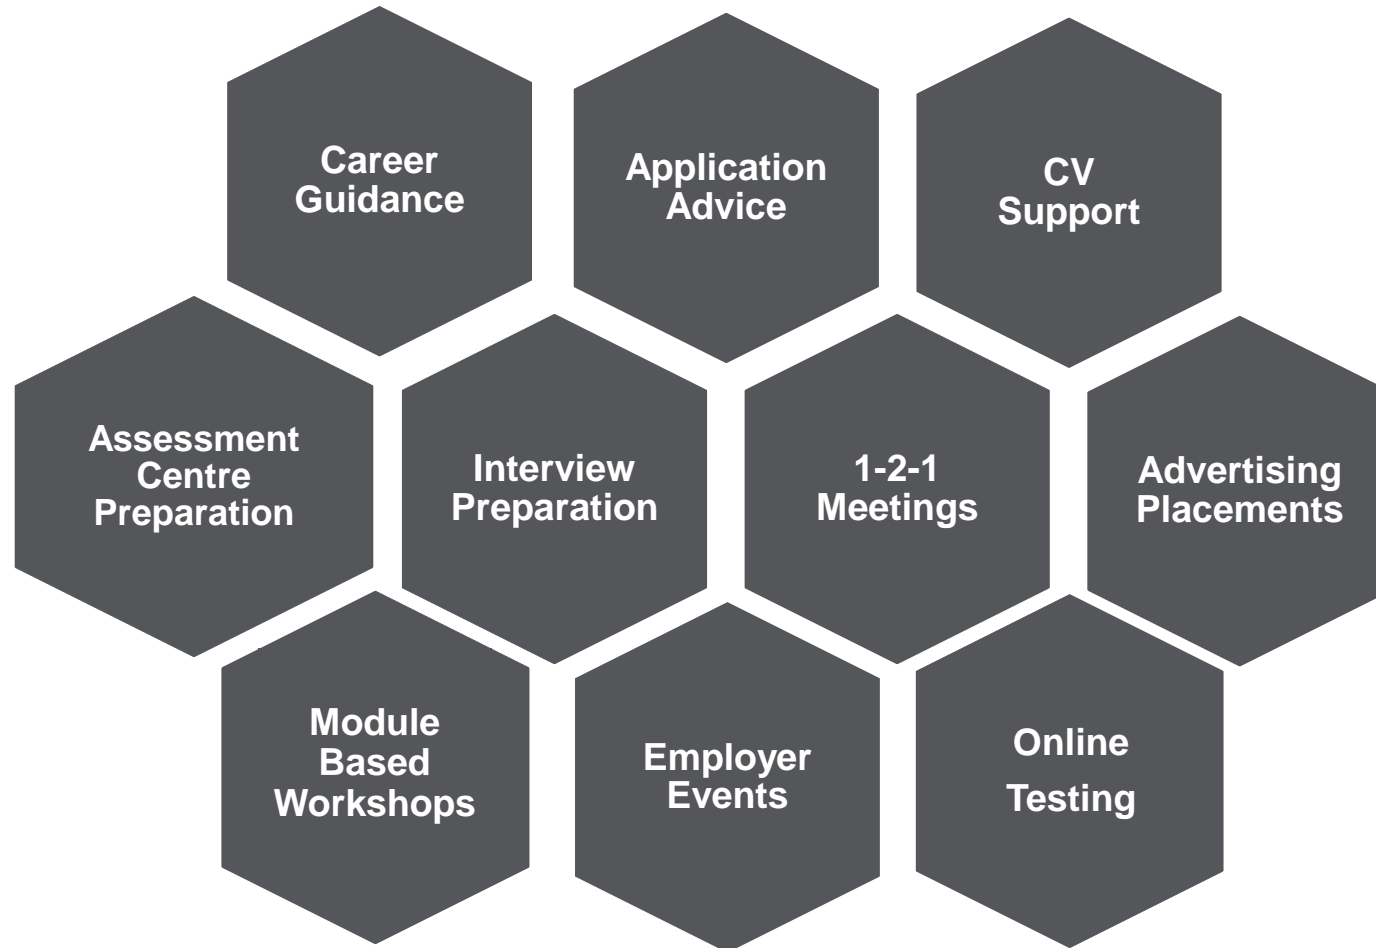 Career
Guidance
Application
Advice
CV
Support
Assessment
Centre
Preparation
Interview
Preparation
1-2-1
Meetings
Advertising
Placements
Module
Based
Workshops
Employer
Events
Online
Testing